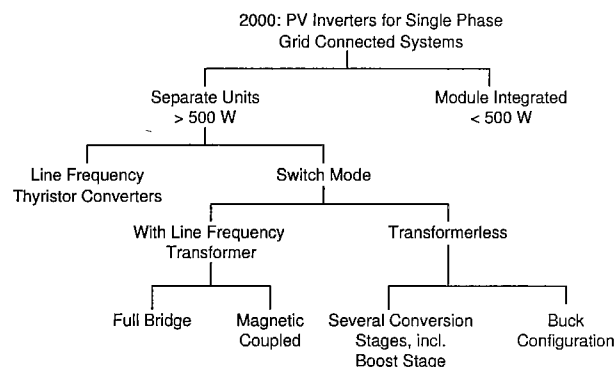 2000: PV Inverters for Single Phase
Grid Connected Systems
Separate Units
> 500 W
Module Integrated
< 500 W
Line Frequency
Thyristor Converters
Switch Mode
With Line Frequency
Transformer
Transformerless
Full Bridge
Magnetic
Coupled
Several Conversion
Stages, incl.
Boost Stage
Buck
Configuration